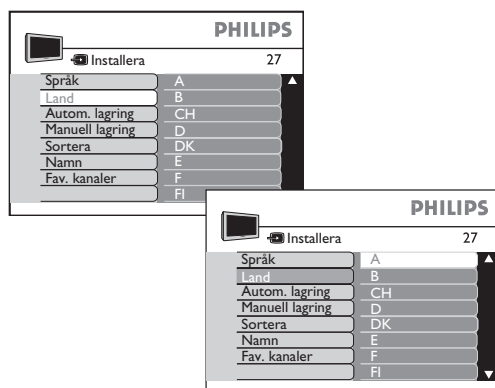 PHILIPS
Installera 27
Språk A
Land B
Autom. lagring CH
Manuell lagring D
Sortera DK
Namn E
Fav. kanaler F
FI
PHILIPS
Installera 27
Språk A
Land B
Autom. lagring CH
Manuell lagring D
Sortera DK
Namn E
Fav. kanaler F
FI